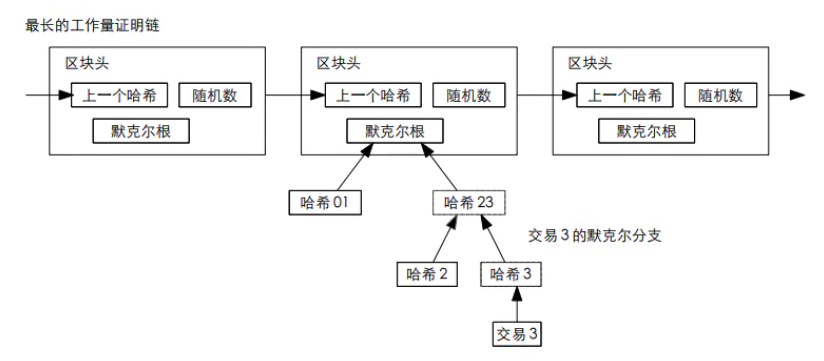 最长的工作量证明链
区块头 区块头 区块头
上一个哈希 随机数 上一个哈希 随机数 上一个哈希 随机数
默克尔根 默克尔根 默克尔根
哈希01 哈希23
交易3的默克尔分支
哈希2 哈希3
交易3